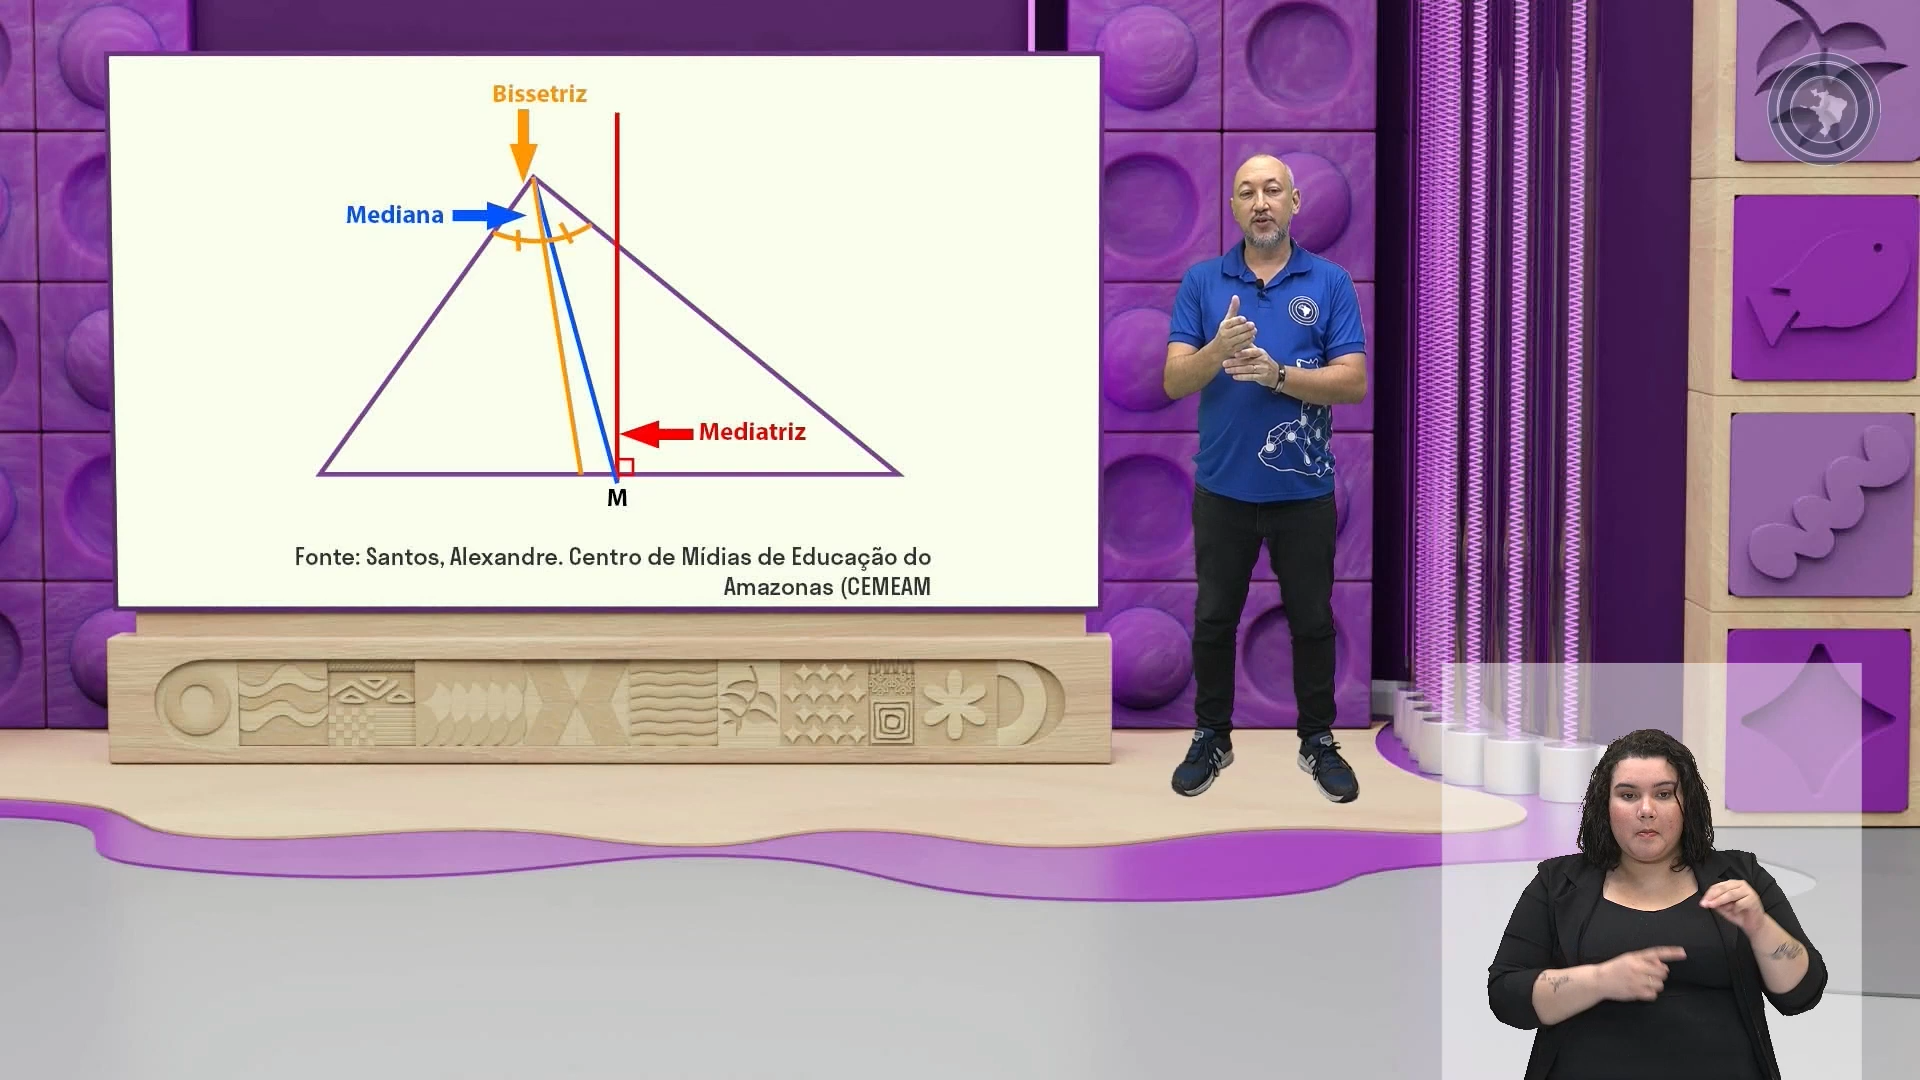 Bissetriz
Mediana
Mediatriz
M
Fonte: Santos, Alexandre. Centro de Mídias de Educação do
Amazonas (CEMEAM